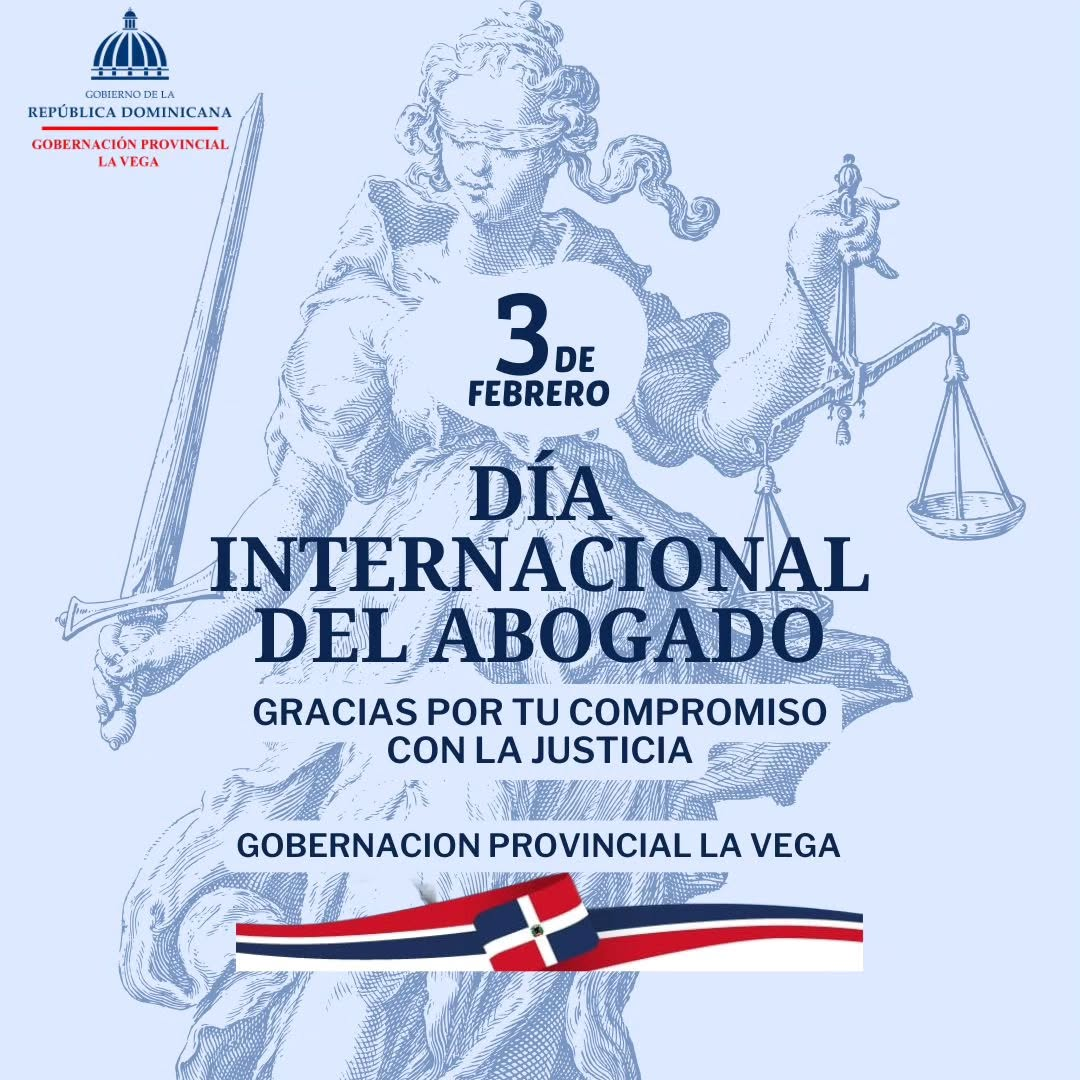 GOBIERNO DE LA
REPÚBLICA DOMINICANA
GOBERNACIÓN PROVINCIAL
LA VEGA
3 DE
FEBRERO
DÍA
INTERNACIONAL
DEL ABOGADO
GRACIAS POR TU COMPROMISO
CON LA JUSTICIA
GOBERNACION PROVINCIAL LA VEGA